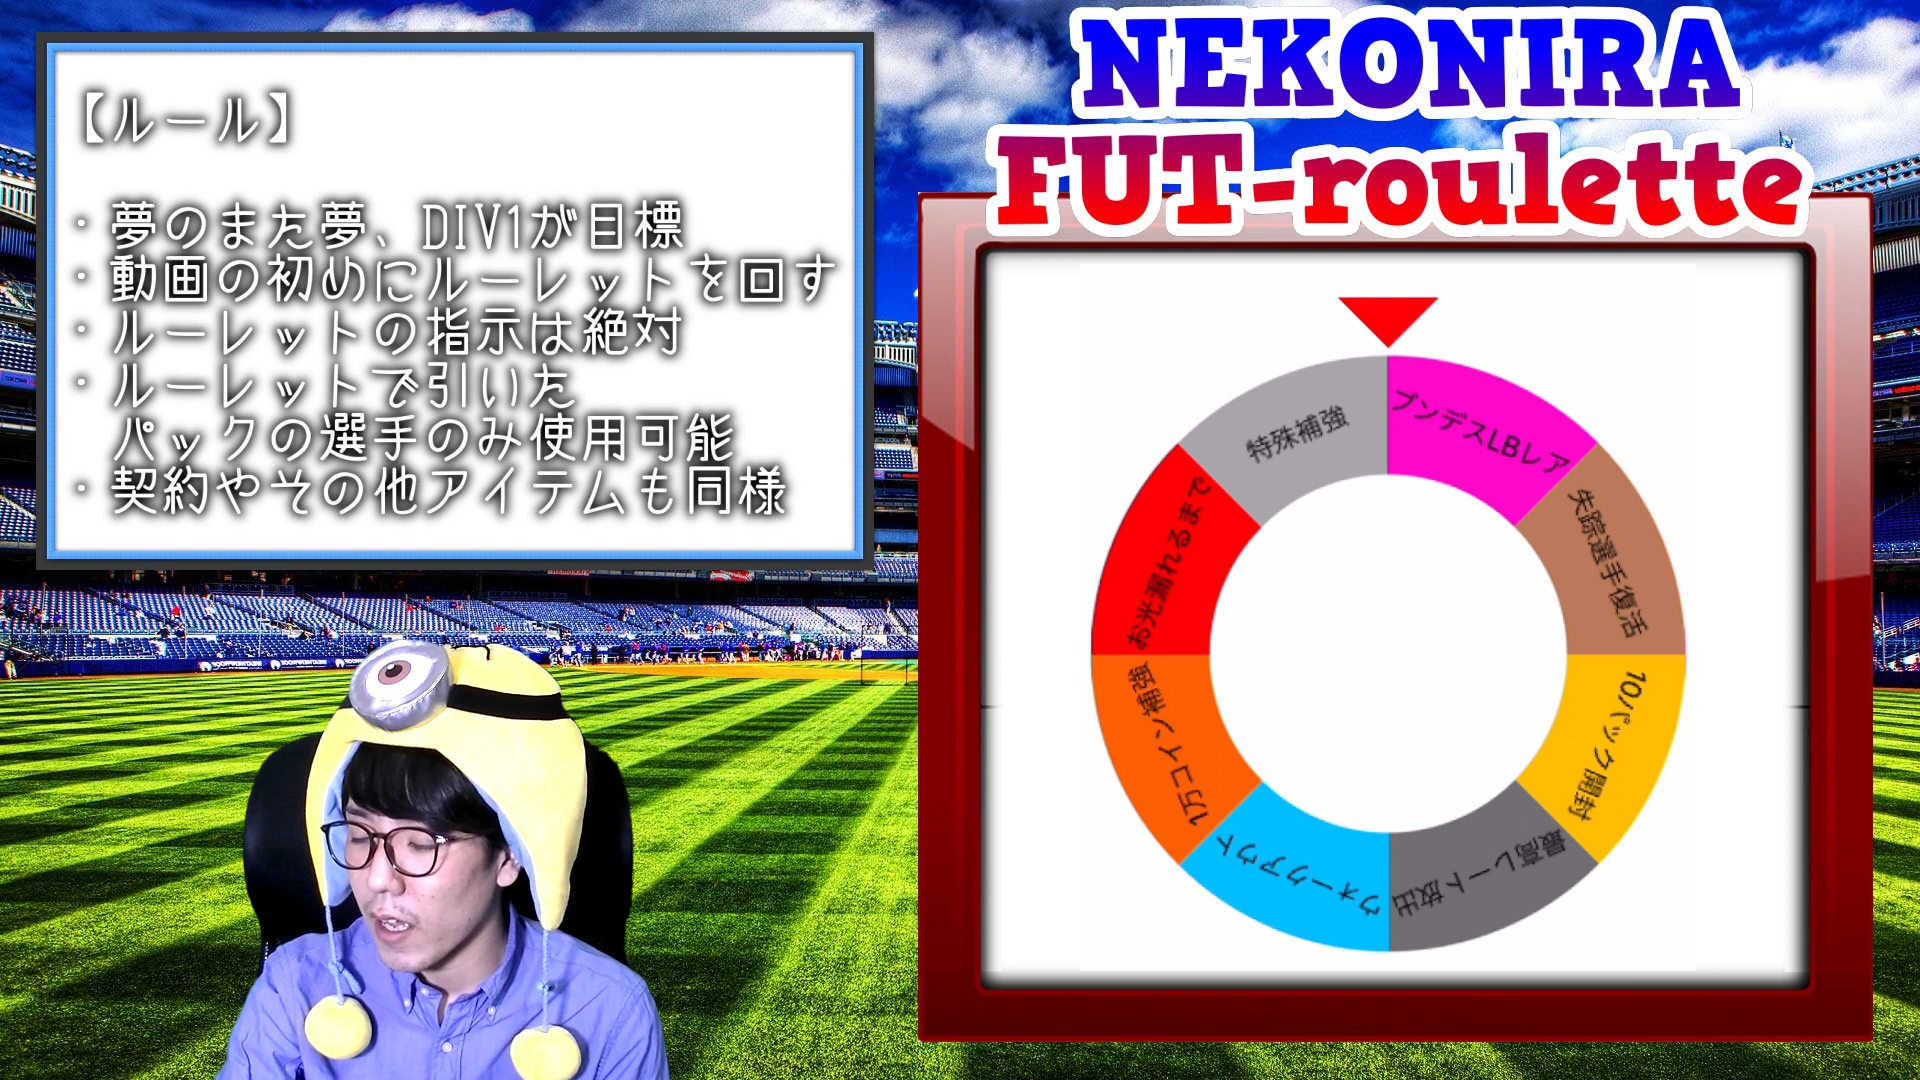 【ルール】
・夢のまた夢、DIV1が目標
・動画の初めにルーレットを回す
・ルーレットの指示は絶対
・ルーレットで引いた
パックの選手のみ使用可能
・契約やその他アイテムも同様
NEKONIRA
FUT-roulette
ブンデスLBレア
失踪選手復活
10パック開封
最高レート放出
ウォークアウト
1万コイン補強
お光漏れるまで
特殊補強